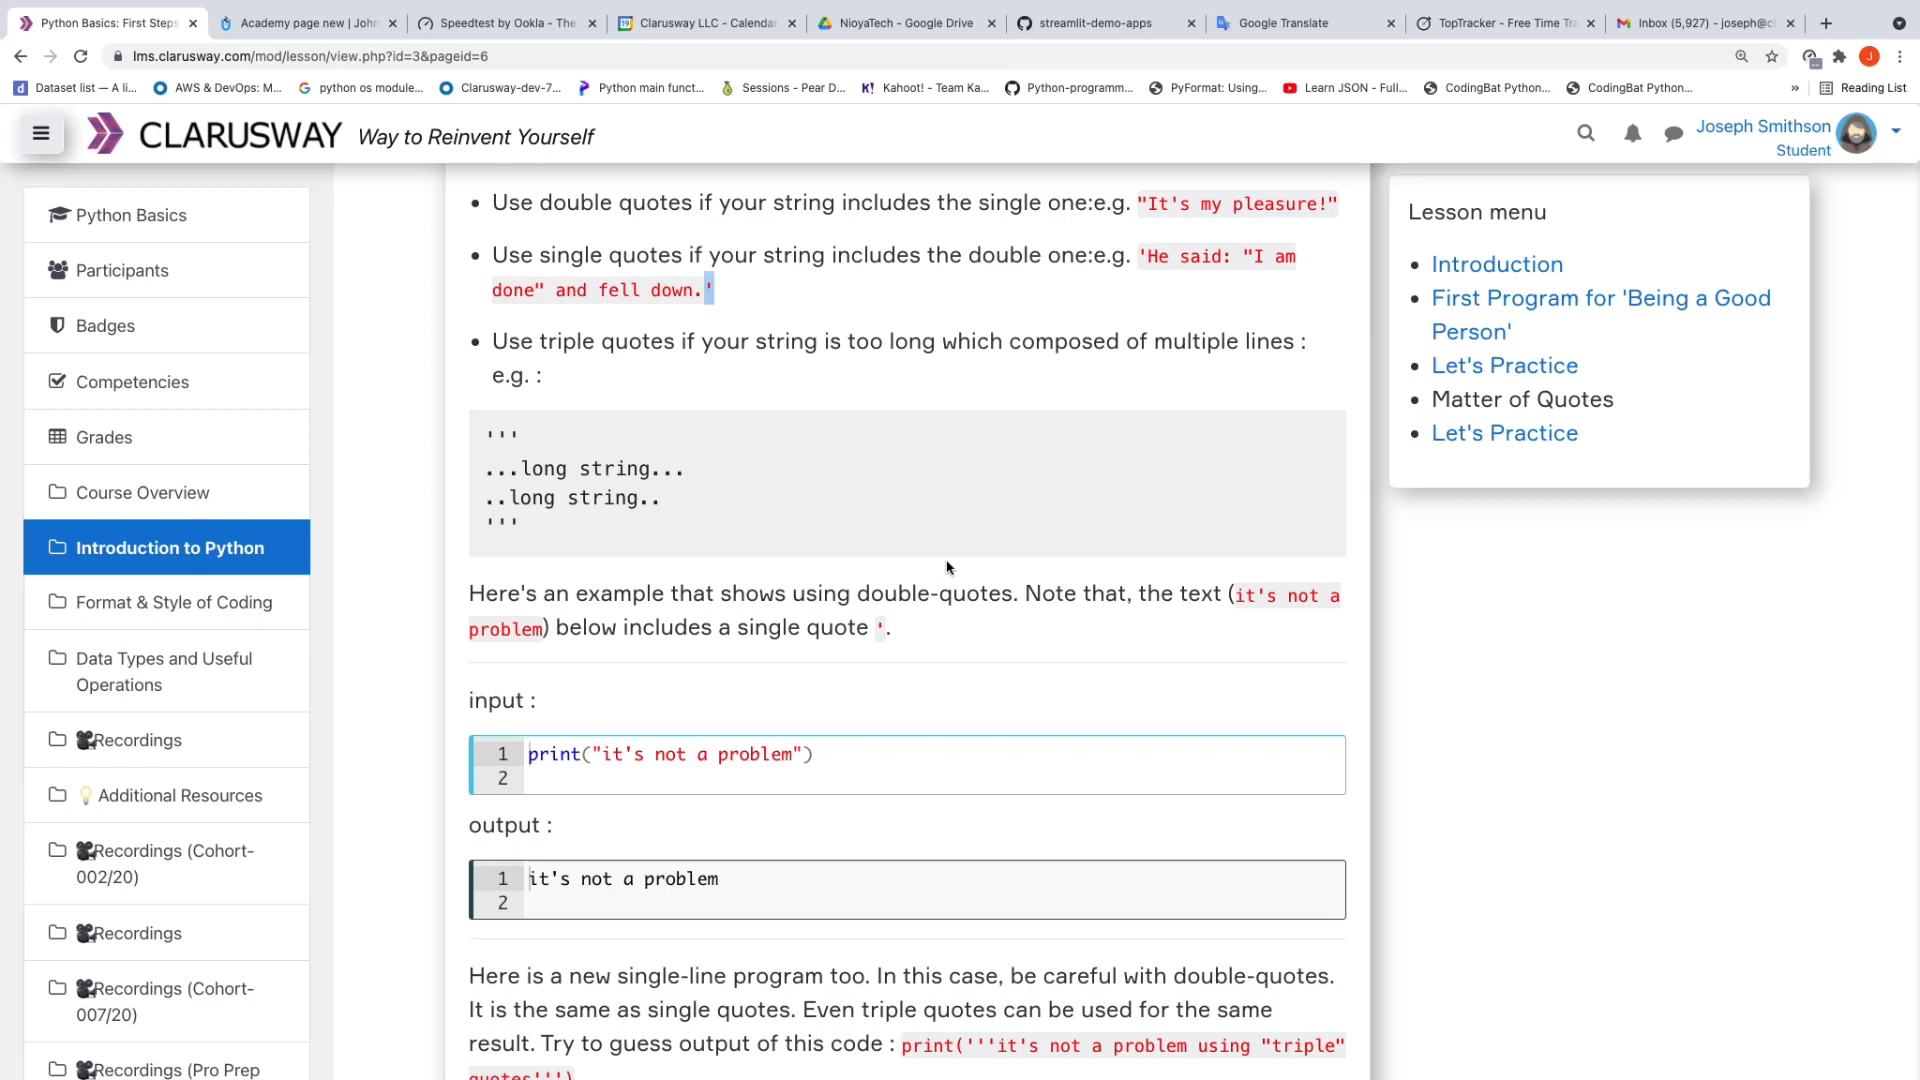 Python Basics: First Steps
Academy page new | John
Speedtest by Ookla - The
Clarusway LLC - Calendar
NioyaTech - Google Drive
streamlit-demo-apps
Google Translate
TopTracker - Free Time Tra
Inbox (5,927) - joseph@c
lms.clarusway.com/mod/lesson/view.php?id=3&pageid=6
J
Dataset list — A li...
AWS & DevOps: M...
python os module...
Clarusway-dev-7...
Python main funct...
Sessions - Pear D...
Kahoot! - Team Ka...
Python-programm...
PyFormat: Using...
Learn JSON - Full...
CodingBat Python...
CodingBat Python...
»
Reading List
CLARUSWAY Way to Reinvent Yourself
Joseph Smithson
Student
Python Basics
Participants
Badges
Competencies
Grades
Course Overview
Introduction to Python
Format & Style of Coding
Data Types and Useful
Operations
Recordings
Additional Resources
Recordings (Cohort-
002/20)
Recordings
Recordings (Cohort-
007/20)
Recordings (Pro Prep
• Use double quotes if your string includes the single one:e.g. "It's my pleasure!"
• Use single quotes if your string includes the double one:e.g. 'He said: "I am
done" and fell down.'
• Use triple quotes if your string is too long which composed of multiple lines :
e.g. :
'''
...long string...
..long string..
'''
Here's an example that shows using double-quotes. Note that, the text (it's not a
problem) below includes a single quote '.
input :
1 print("it's not a problem")
2
output :
1 it's not a problem
2
Here is a new single-line program too. In this case, be careful with double-quotes.
It is the same as single quotes. Even triple quotes can be used for the same
result. Try to guess output of this code : print('''it's not a problem using "triple"
quotes''')
Lesson menu
• Introduction
• First Program for 'Being a Good
Person'
• Let's Practice
• Matter of Quotes
• Let's Practice